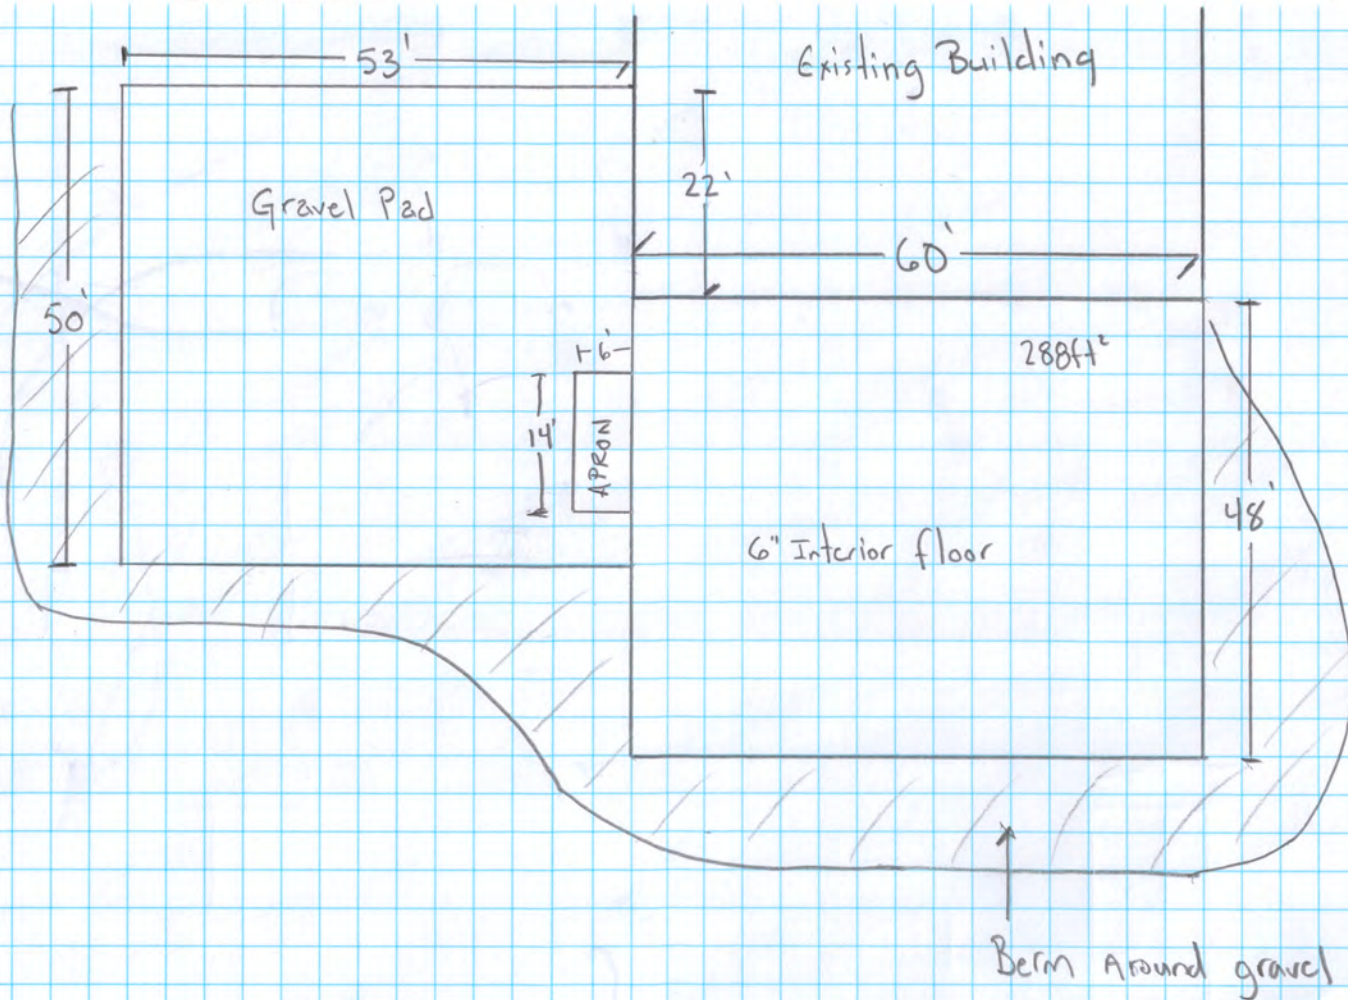 53'
Existing Building
22'
Gravel Pad
60'
50'
6'
288ft²
14'
APRON
48'
6" Interior floor
Berm Around gravel